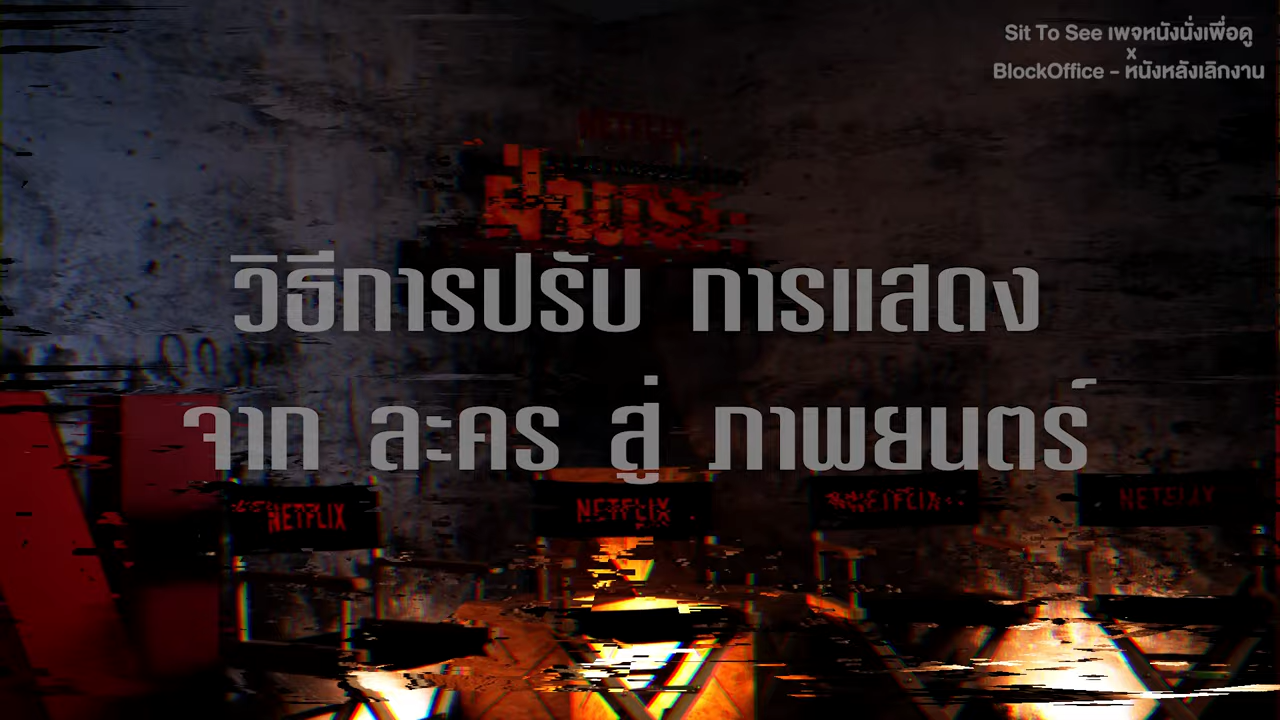 Sit To See เพจหนังนั่งเพื่อดู
x
BlockOffice - หนังหลังเลิกงาน
NETFLIX
วิธีการปรับ การแสดง
จาก ละคร สู่ ภาพยนตร์
NETFLIX
NETFLIX
NETFLIX
NETFLIX